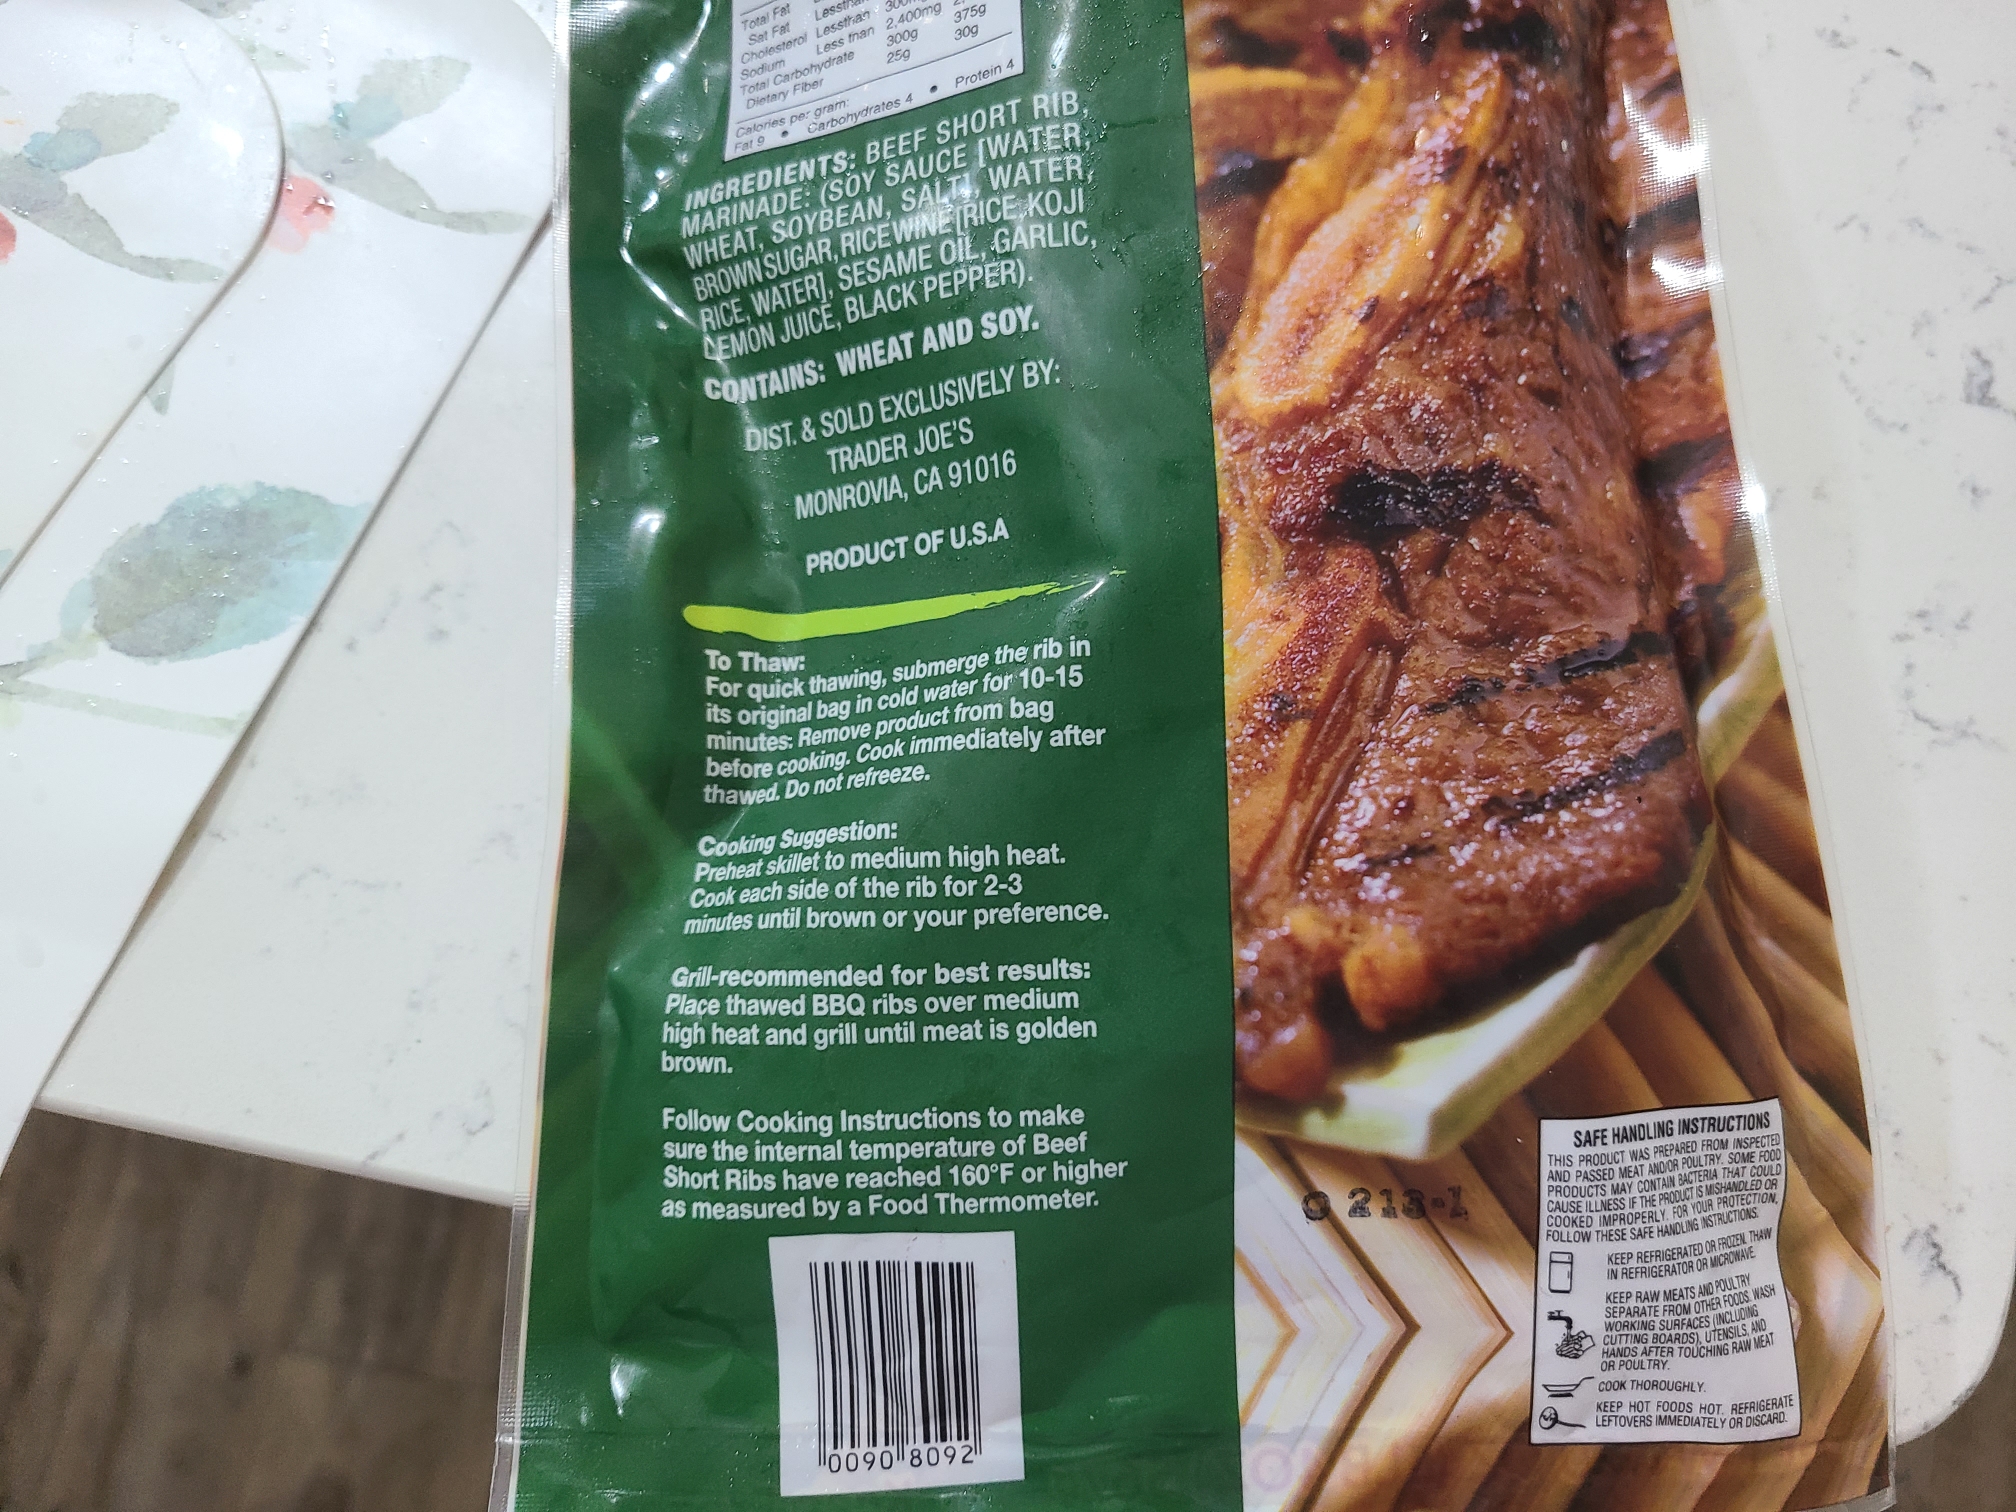 Total Fat
Sat Fat
Cholesterol Less than
Sodium Less than 2,400mg
Total Carbohydrate 300g 375g
Dietary Fiber 25g 30g
Calories per gram:
Fat 9 • Carbohydrates 4 • Protein 4
INGREDIENTS: BEEF SHORT RIB,
MARINADE: (SOY SAUCE [WATER,
WHEAT, SOYBEAN, SALT], WATER,
BROWN SUGAR, RICE WINE [RICE, KOJI
RICE, WATER], SESAME OIL, GARLIC,
LEMON JUICE, BLACK PEPPER).
CONTAINS: WHEAT AND SOY.
DIST. & SOLD EXCLUSIVELY BY:
TRADER JOE'S
MONROVIA, CA 91016
PRODUCT OF U.S.A
To Thaw:
For quick thawing, submerge the rib in
its original bag in cold water for 10-15
minutes. Remove product from bag
before cooking. Cook immediately after
thawed. Do not refreeze.
Cooking Suggestion:
Preheat skillet to medium high heat.
Cook each side of the rib for 2-3
minutes until brown or your preference.
Grill-recommended for best results:
Place thawed BBQ ribs over medium
high heat and grill until meat is golden
brown.
Follow Cooking Instructions to make
sure the internal temperature of Beef
Short Ribs have reached 160°F or higher
as measured by a Food Thermometer.
0090 8092
O 213-1
SAFE HANDLING INSTRUCTIONS
THIS PRODUCT WAS PREPARED FROM INSPECTED
AND PASSED MEAT AND/OR POULTRY. SOME FOOD
PRODUCTS MAY CONTAIN BACTERIA THAT COULD
CAUSE ILLNESS IF THE PRODUCT IS MISHANDLED OR
COOKED IMPROPERLY. FOR YOUR PROTECTION,
FOLLOW THESE SAFE HANDLING INSTRUCTIONS.
KEEP REFRIGERATED OR FROZEN. THAW
IN REFRIGERATOR OR MICROWAVE.
KEEP RAW MEATS AND POULTRY
SEPARATE FROM OTHER FOODS. WASH
WORKING SURFACES (INCLUDING
CUTTING BOARDS), UTENSILS, AND
HANDS AFTER TOUCHING RAW MEAT
OR POULTRY.
COOK THOROUGHLY.
KEEP HOT FOODS HOT. REFRIGERATE
LEFTOVERS IMMEDIATELY OR DISCARD.